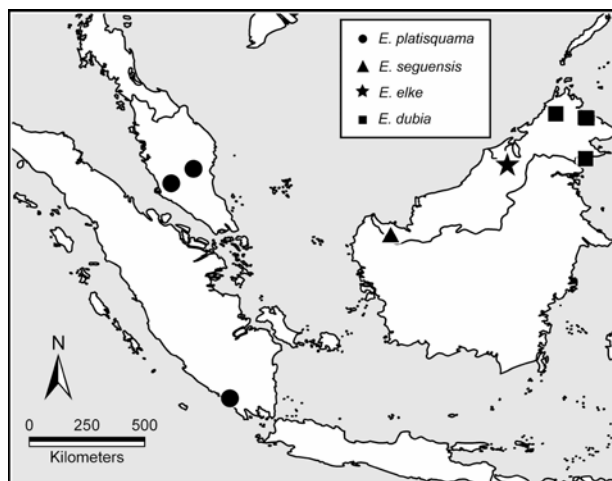 E. platisquama
E. seguensis
E. elke
E. dubia
N
0 250 500
Kilometers